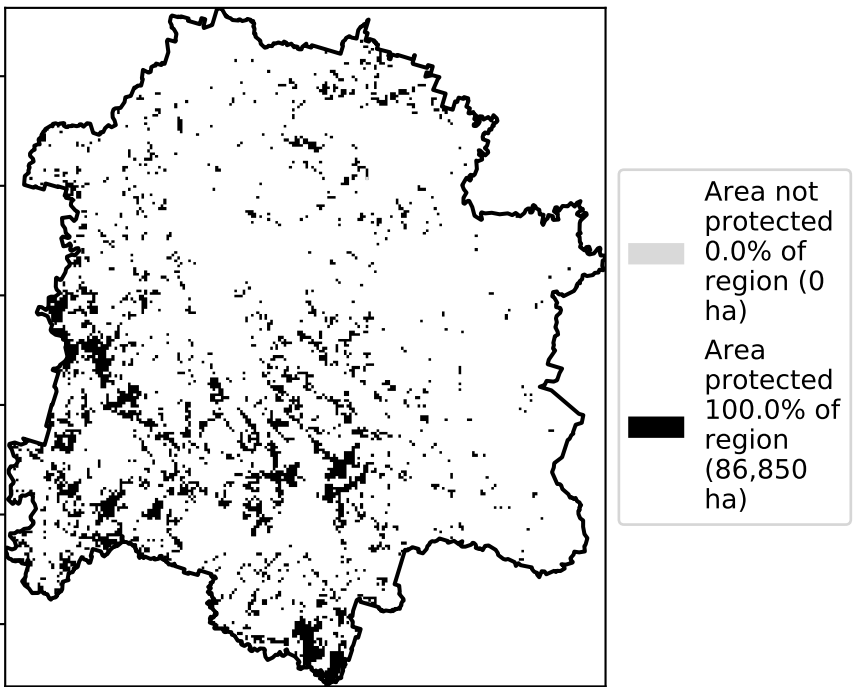 Area not
protected
0.0% of
region (0
ha)
Area
protected
100.0% of
region
(86,850
ha)